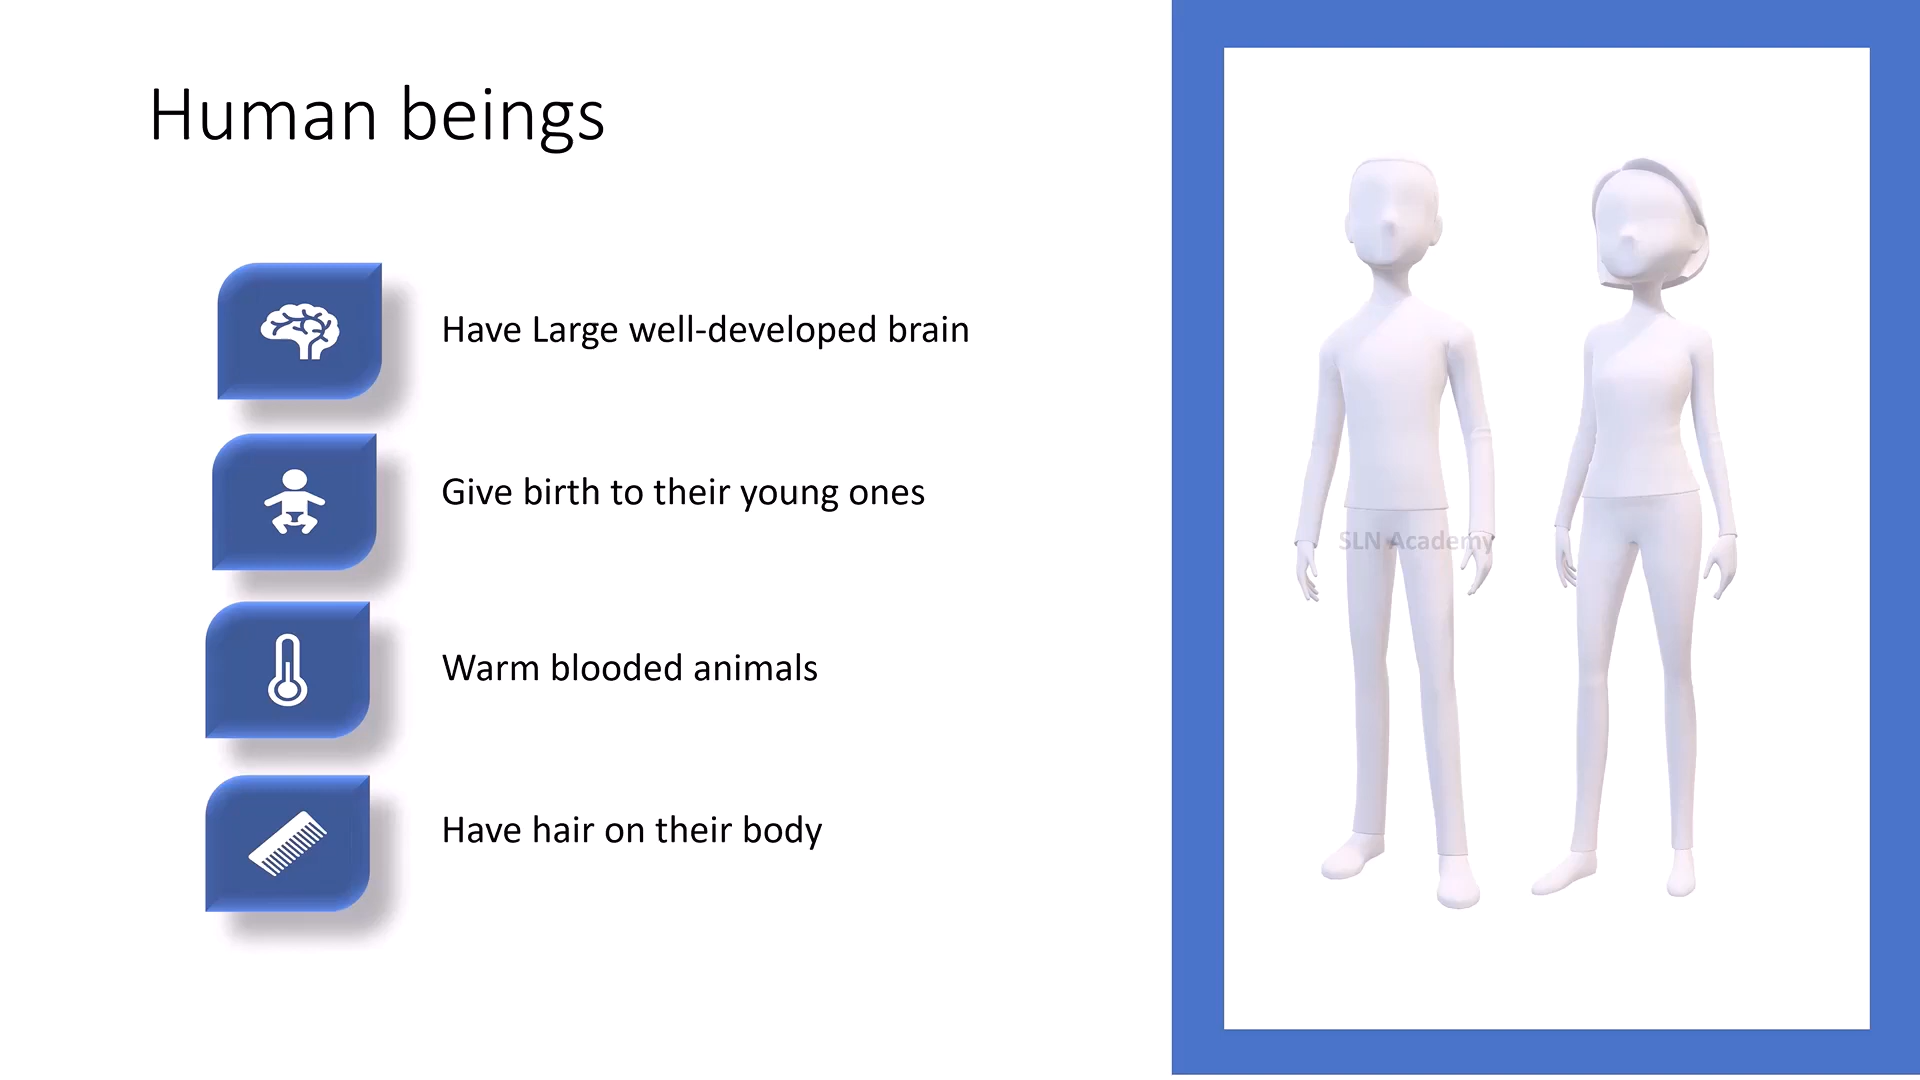 Human beings
Have Large well-developed brain
Give birth to their young ones
Warm blooded animals
Have hair on their body
SLN Academy